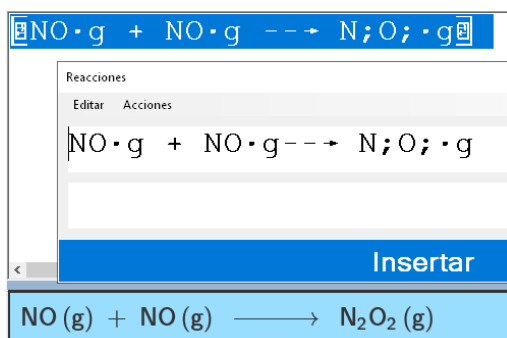 NO·g + NO·g ---→ N;O;·g
Reacciones
Editar Acciones
NO·g + NO·g--→ N;O;·g
Insertar
NO (g) + NO (g) ⟶ N₂O₂ (g)